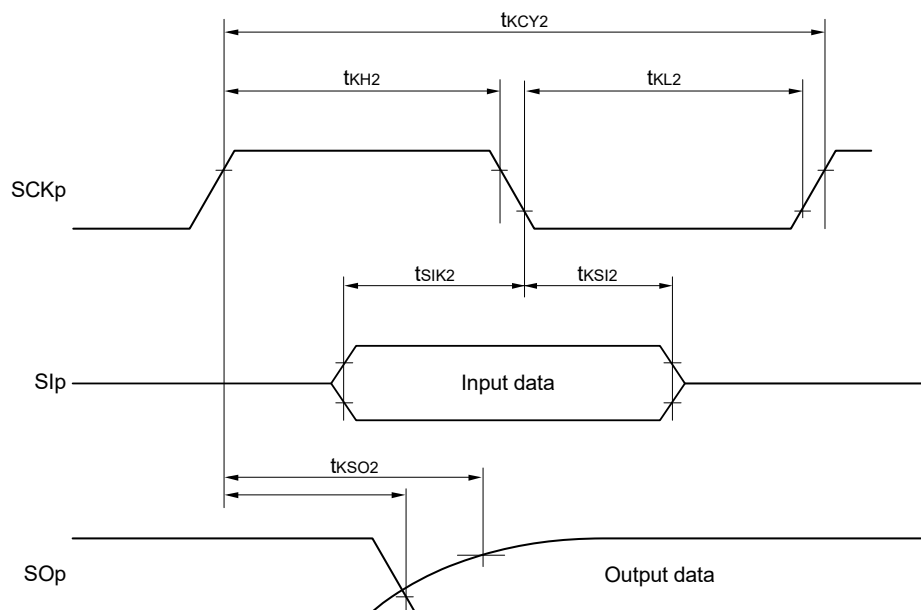 tKCY2
tKH2
tKL2
SCKp
tSIK2
tKSI2
SIp
Input data
tKSO2
SOp
Output data